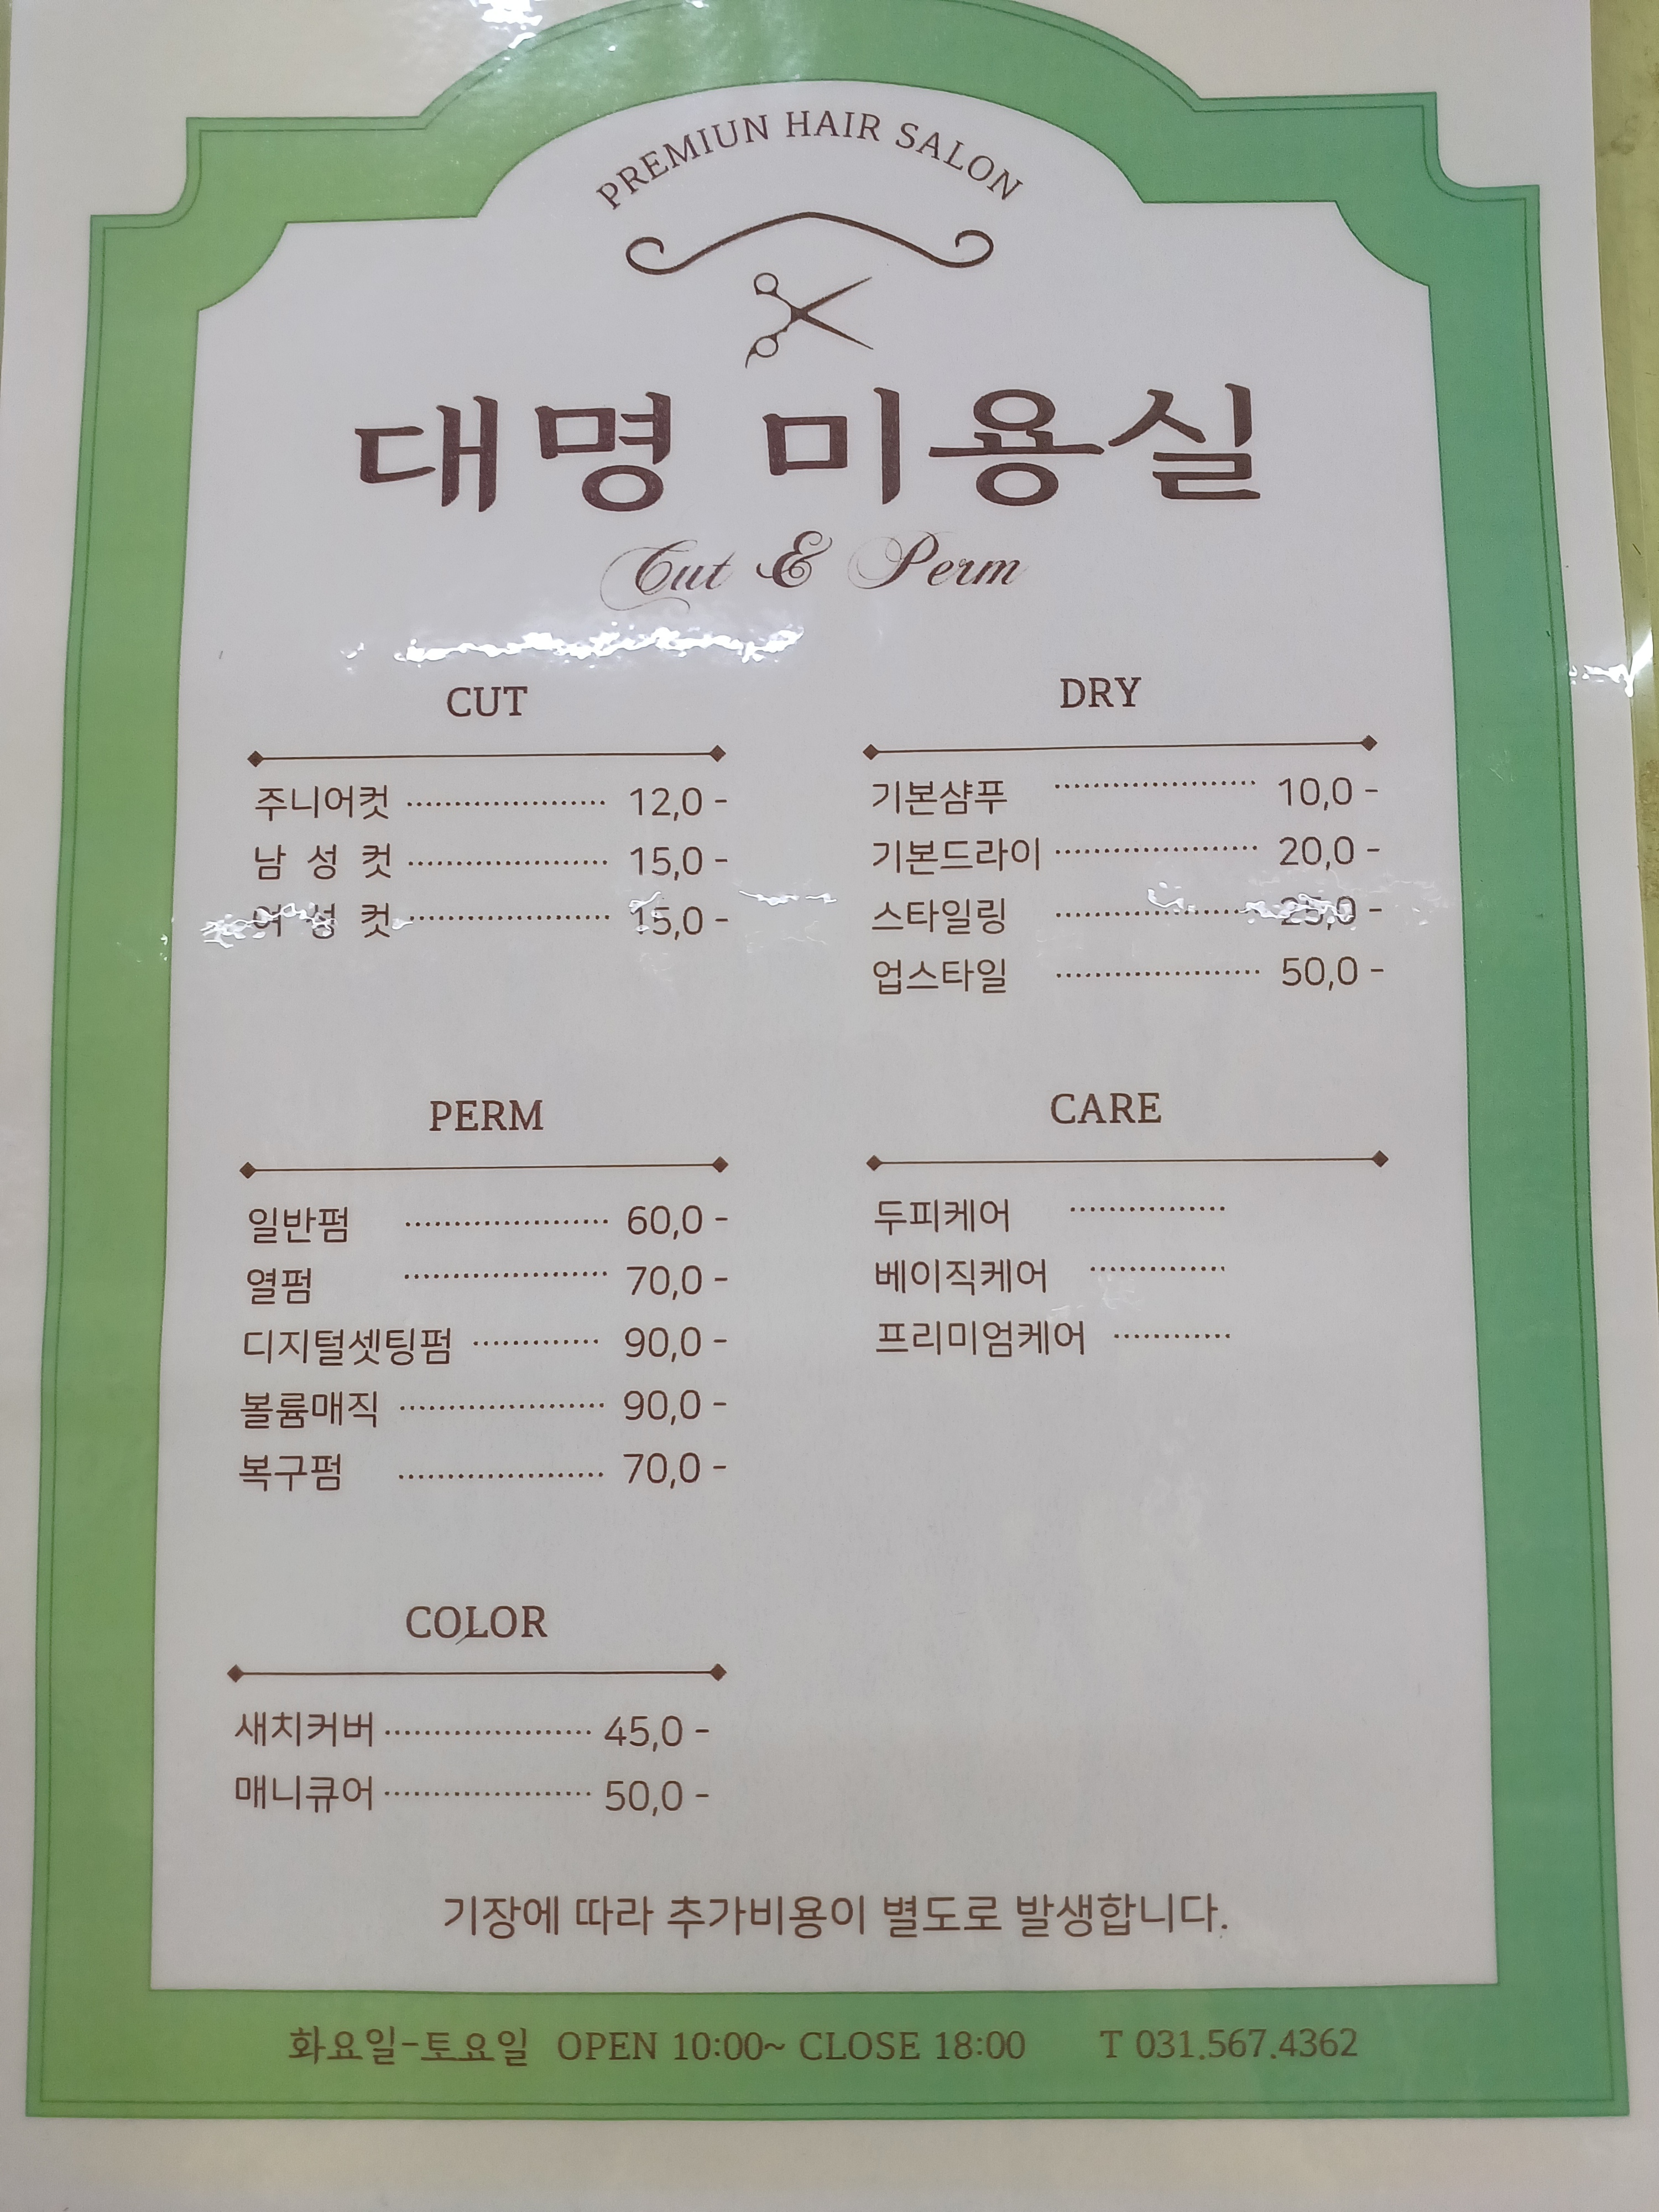 PREMIUN HAIR SALON
대명 미용실
Cut & Perm
CUT
주니어컷 ························ 12,0 -
남 성 컷 ························ 15,0 -
여 성 컷 ························ 15,0 -
DRY
기본샴푸 ························ 10,0 -
기본드라이 ························ 20,0 -
스타일링 ························ 25,0 -
업스타일 ························ 50,0 -
PERM
일반펌 ························ 60,0 -
열펌 ························ 70,0 -
디지털셋팅펌 ··············· 90,0 -
볼륨매직 ························ 90,0 -
복구펌 ························ 70,0 -
CARE
두피케어 ···················
베이직케어 ················
프리미엄케어 ··············
COLOR
새치커버 ························ 45,0 -
매니큐어 ························ 50,0 -
기장에 따라 추가비용이 별도로 발생합니다.
화요일-토요일 OPEN 10:00~ CLOSE 18:00 T 031.567.4362